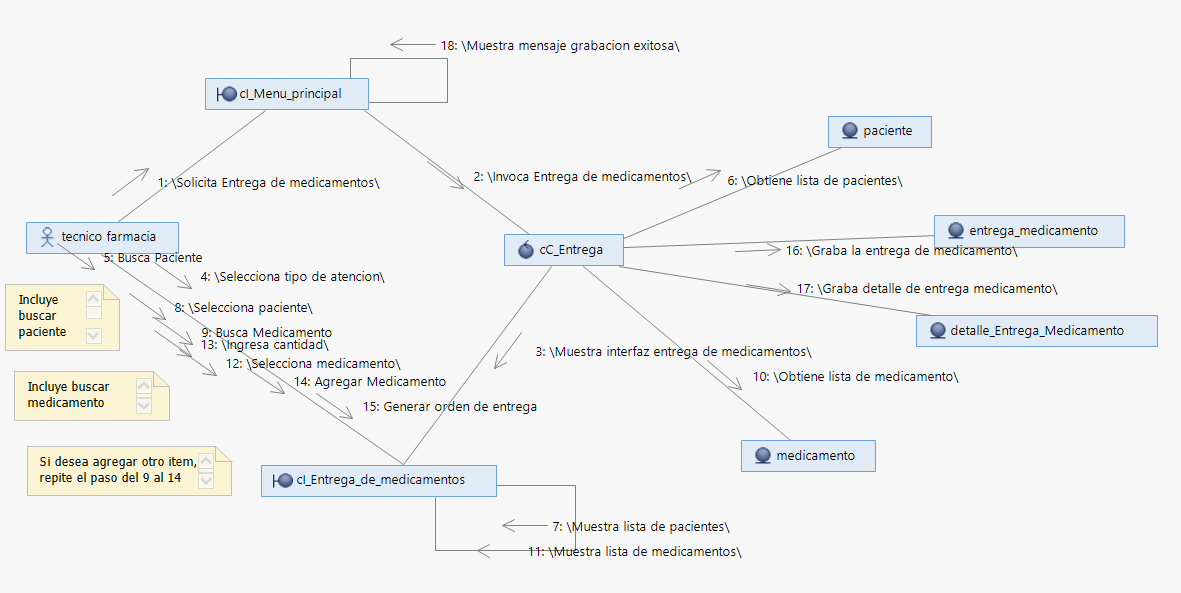 18: \Muestra mensaje grabacion exitosa\
cI_Menu_principal
paciente
1: \Solicita Entrega de medicamentos\
2: \Invoca Entrega de medicamentos\
6: \Obtiene lista de pacientes\
tecnico farmacia
entrega_medicamento
cC_Entrega
16: \Graba la entrega de medicamento\
5: Busca Paciente
4: \Selecciona tipo de atencion\
17: \Graba detalle de entrega medicamento\
Incluye
buscar
paciente
8: \Selecciona paciente\
detalle_Entrega_Medicamento
9: Busca Medicamento
13: \Ingresa cantidad\
3: \Muestra interfaz entrega de medicamentos\
12: \Selecciona medicamento\
10: \Obtiene lista de medicamento\
14: Agregar Medicamento
Incluye buscar
medicamento
15: Generar orden de entrega
medicamento
Si desea agregar otro item,
repite el paso del 9 al 14
cI_Entrega_de_medicamentos
7: \Muestra lista de pacientes\
11: \Muestra lista de medicamentos\